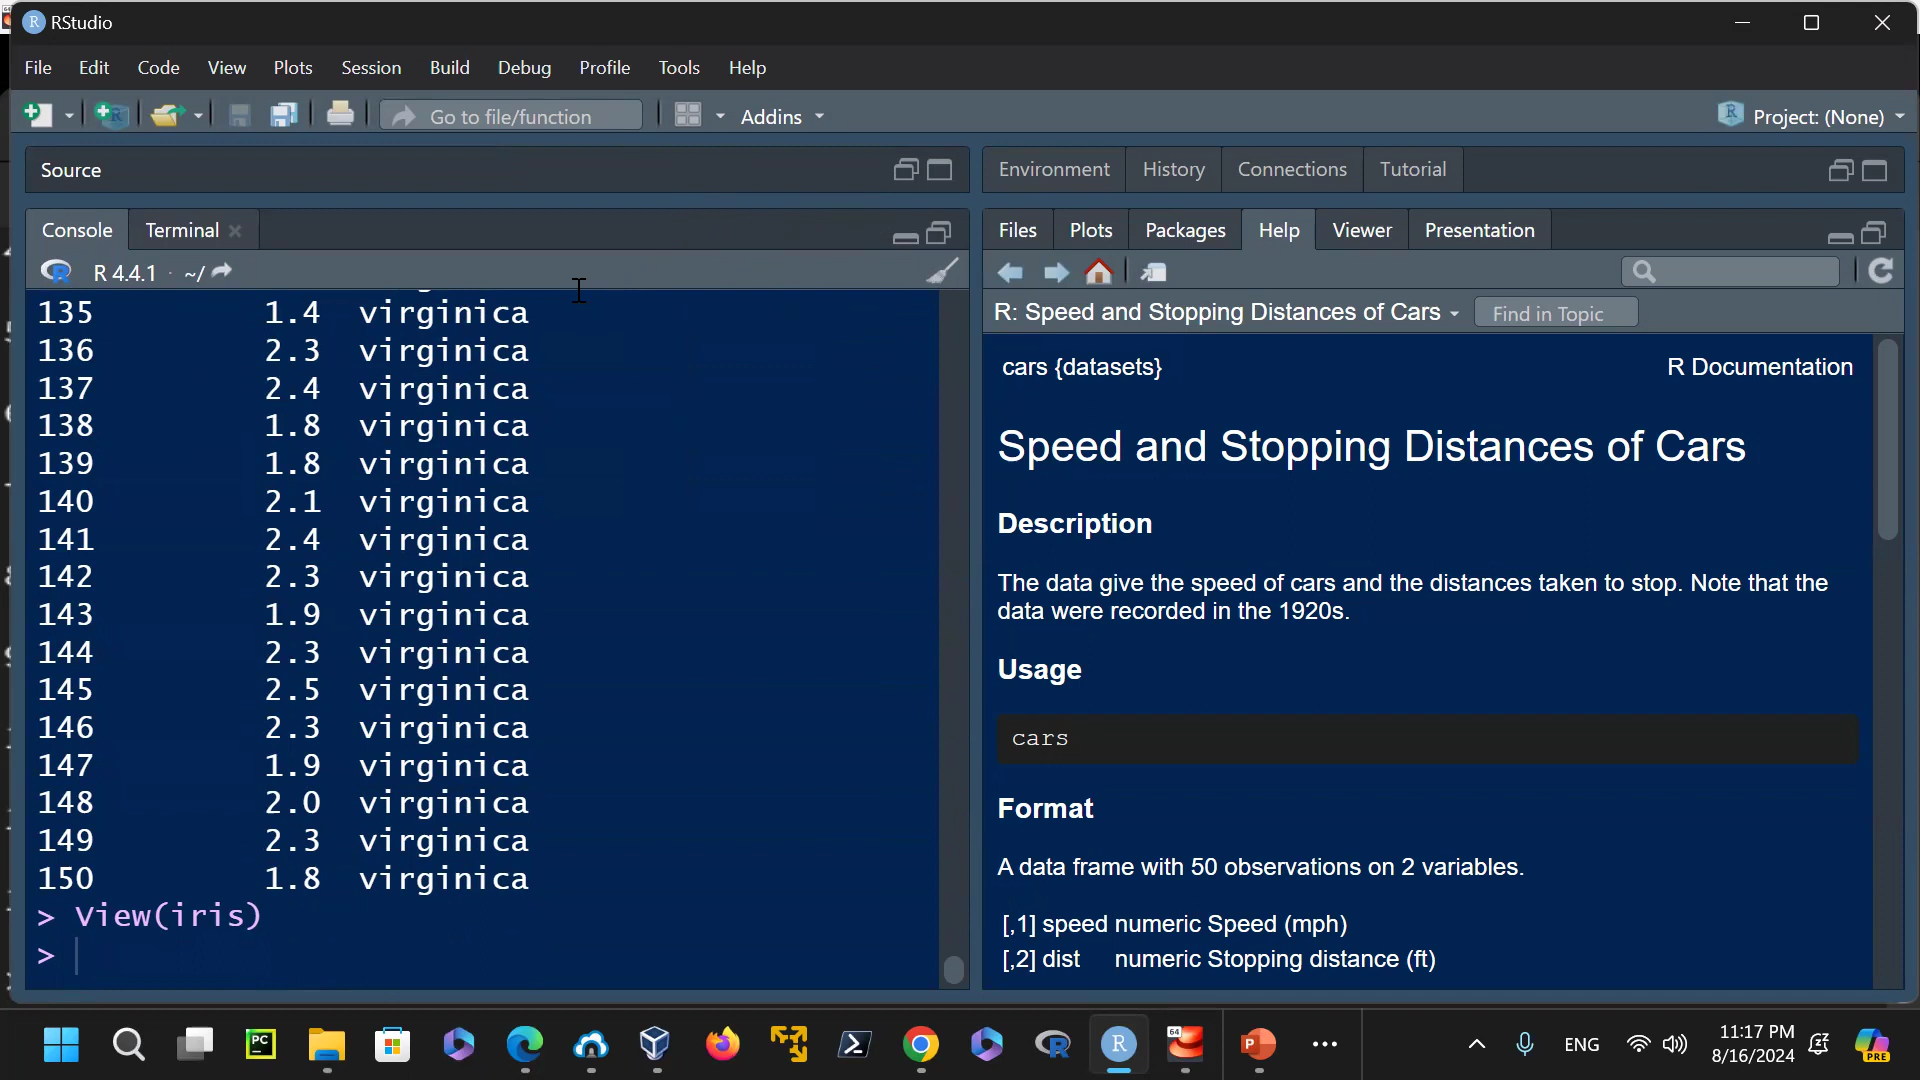 RStudio
File Edit Code View Plots Session Build Debug Profile Tools Help
Go to file/function Addins Project: (None)
Source
Environment History Connections Tutorial
Console Terminal
Files Plots Packages Help Viewer Presentation
R 4.4.1 · ~/
R: Speed and Stopping Distances of Cars Find in Topic
135 1.4 virginica
136 2.3 virginica
137 2.4 virginica
138 1.8 virginica
139 1.8 virginica
140 2.1 virginica
141 2.4 virginica
142 2.3 virginica
143 1.9 virginica
144 2.3 virginica
145 2.5 virginica
146 2.3 virginica
147 1.9 virginica
148 2.0 virginica
149 2.3 virginica
150 1.8 virginica
> View(iris)
>
cars {datasets} R Documentation
Speed and Stopping Distances of Cars
Description
The data give the speed of cars and the distances taken to stop. Note that the
data were recorded in the 1920s.
Usage
cars
Format
A data frame with 50 observations on 2 variables.
[,1] speed numeric Speed (mph)
[,2] dist numeric Stopping distance (ft)
PC
64
ENG
11:17 PM
8/16/2024
PRE